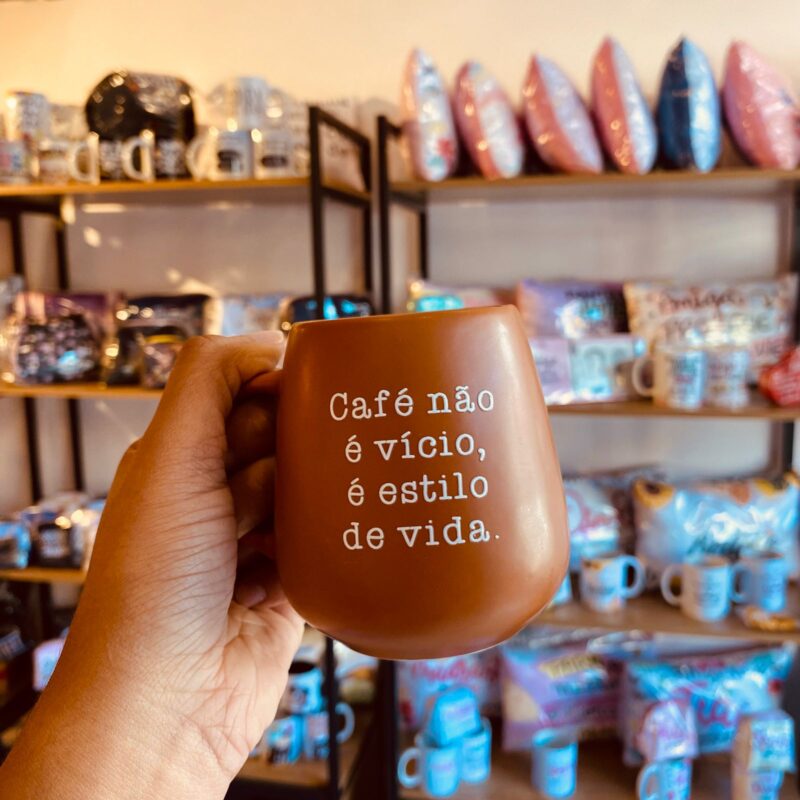 Café não
é vício,
é estilo
de vida.